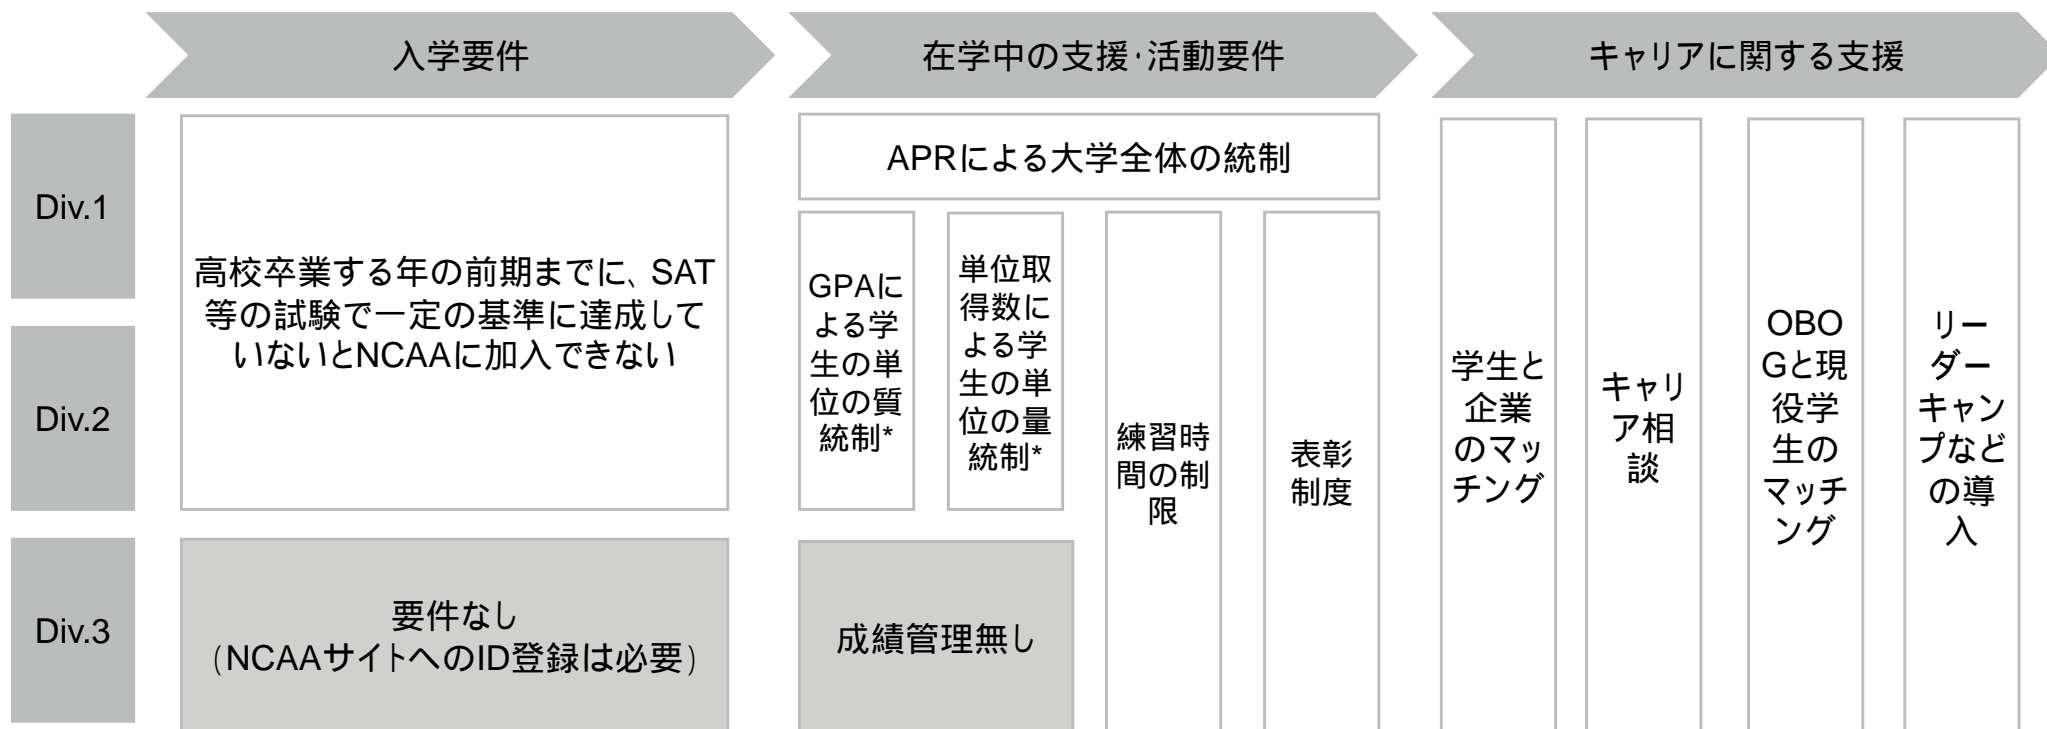 入学要件
在学中の支援・活動要件
キャリアに関する支援
Div.1
Div.2
Div.3
高校卒業する年の前期までに、SAT
等の試験で一定の基準に達成して
いないとNCAAに加入できない
要件なし
(NCAAサイトへのID登録は必要)
APRによる大学全体の統制
GPAに
よる学
生の単
位の質
統制*
単位取
得数に
よる学
生の単
位の量
統制*
成績管理無し
練習時
間の制
限
表彰
制度
学生と
企業
のマッ
チング
キャリ
ア相
談
OBO
Gと現
役学
生の
マッチ
ング
リー
ダー
キャン
プなど
の導
入